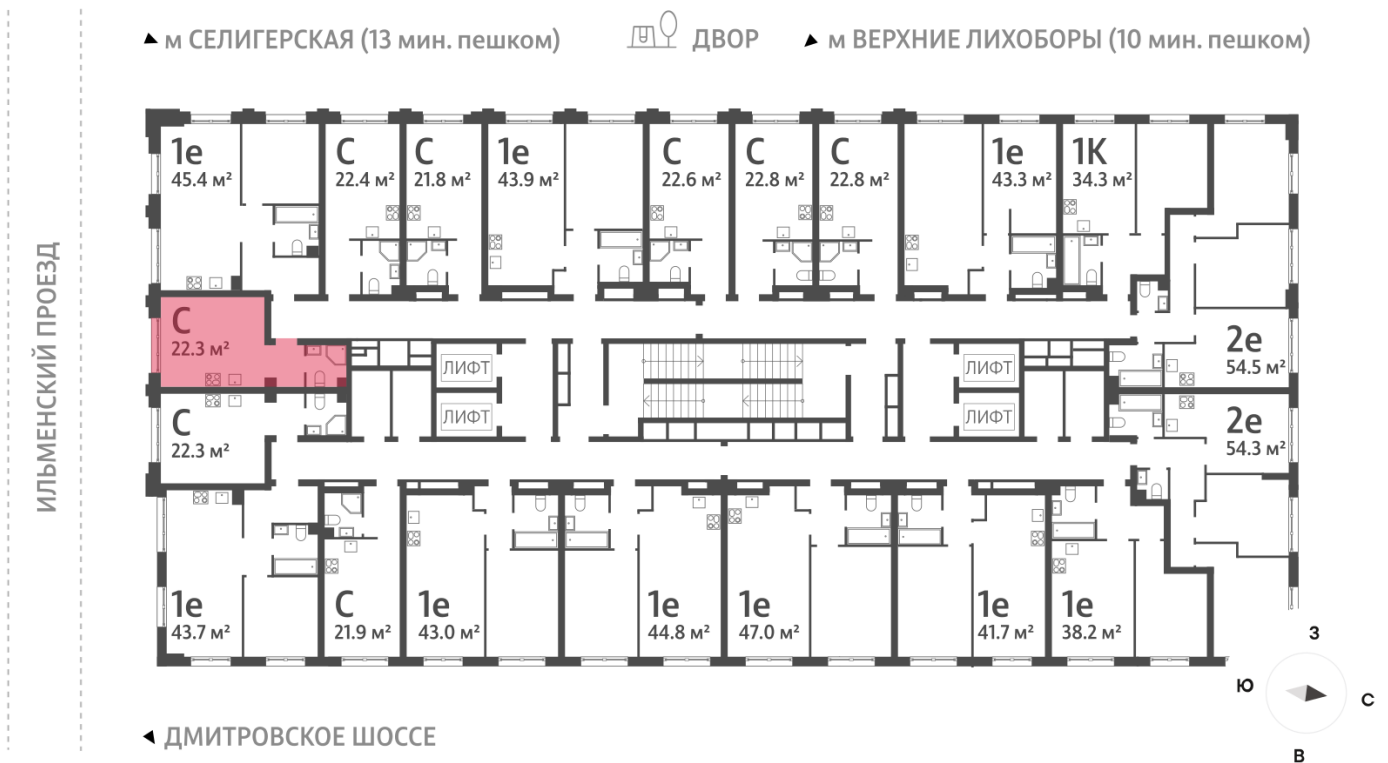 м СЕЛИГЕРСКАЯ (13 мин. пешком)
ДВОР
м ВЕРХНИЕ ЛИХОБОРЫ (10 мин. пешком)
ИЛЬМЕНСКИЙ ПРОЕЗД
1е
45.4 м²
С
22.4 м²
С
21.8 м²
1е
43.9 м²
С
22.6 м²
С
22.8 м²
С
22.8 м²
1е
43.3 м²
1К
34.3 м²
С
22.3 м²
ЛИФТ
ЛИФТ
2е
54.5 м²
С
22.3 м²
ЛИФТ
ЛИФТ
2е
54.3 м²
1е
43.7 м²
С
21.9 м²
1е
43.0 м²
1е
44.8 м²
1е
47.0 м²
1е
41.7 м²
1е
38.2 м²
З
Ю
С
В
ДМИТРОВСКОЕ ШОССЕ